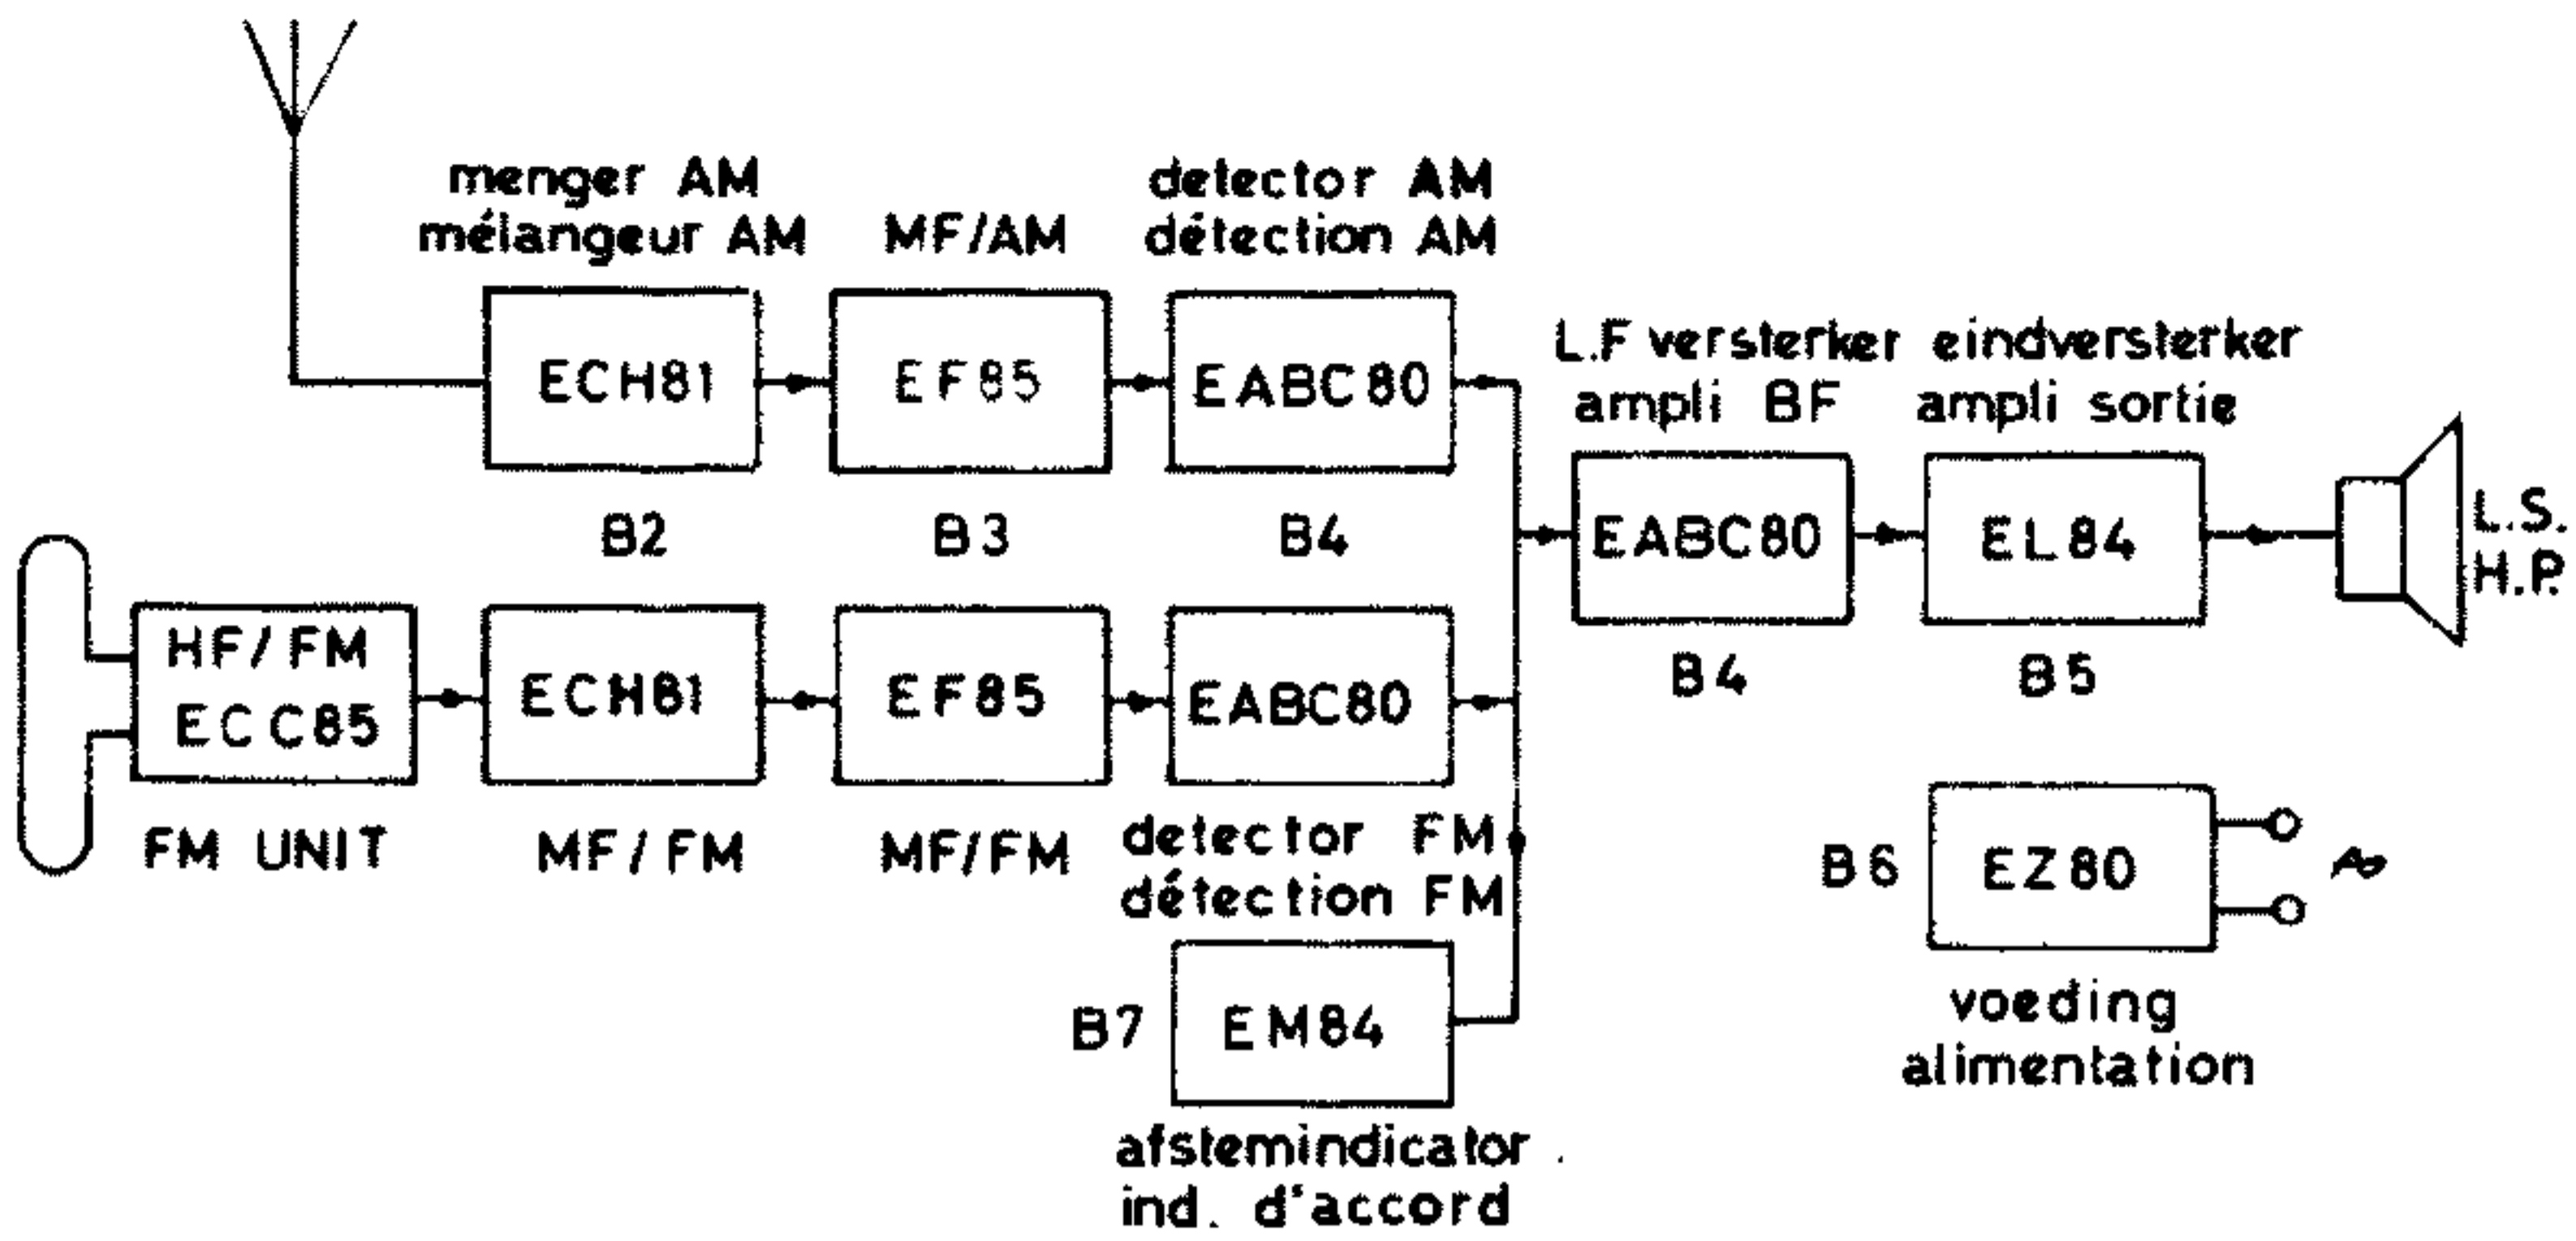 menger AM
mélangeur AM
MF/AM
detector AM
détection AM
ECH81
EF85
EABC80
L.F versterker
ampli BF
eindversterker
ampli sortie
B2
B3
B4
EABC80
EL84
L.S.
H.P.
B4
B5
HF/FM
ECC85
ECH81
EF85
EABC80
FM UNIT
MF/FM
MF/FM
detector FM
détection FM
B6
EZ80
voeding
alimentation
B7
EM84
afstemindicator
ind. d'accord